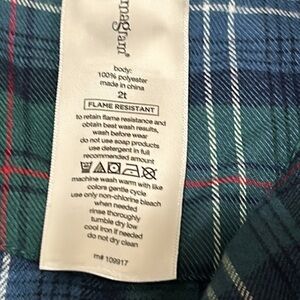 magram!
body:
100% polyester
made in china
2t
FLAME RESISTANT
to retain flame resistance and
obtain best wash results,
wash before wear
do not use soap products
use detergent in full
recommended amount
machine wash warm with like
colors gentle cycle
use only non-chlorine bleach
when needed
rinse thoroughly
tumble dry low
cool iron if needed
do not dry clean
m# 109917